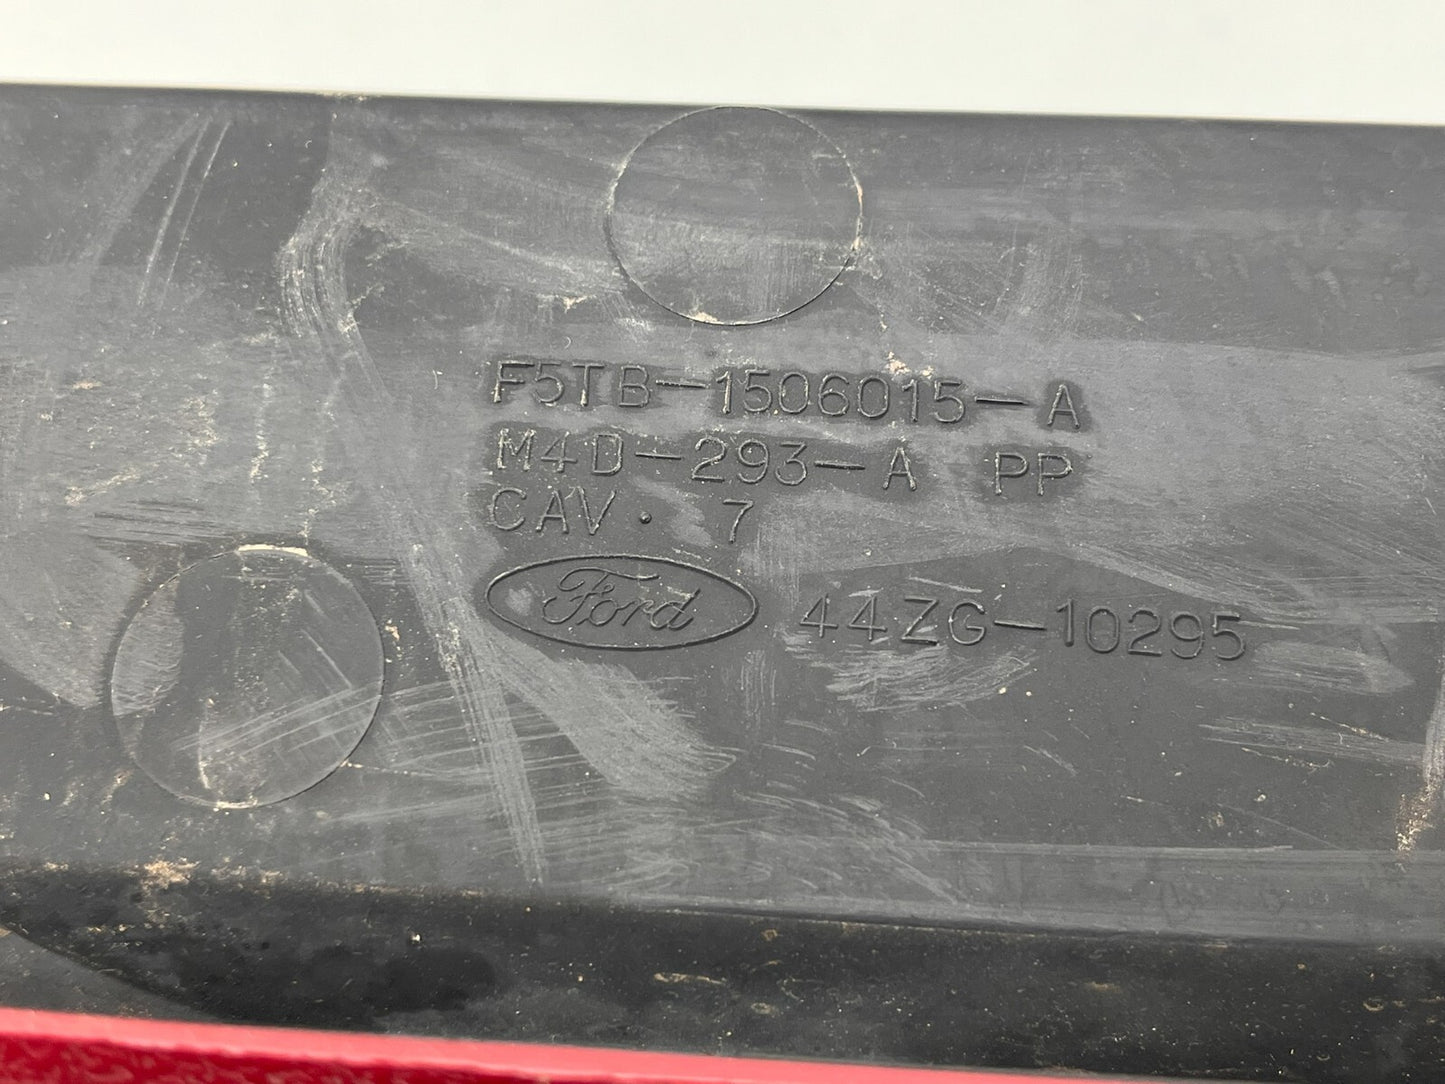 F5TB-1506015-A
M4D-293-A PP
CAV. 7
Ford 44ZG-10295